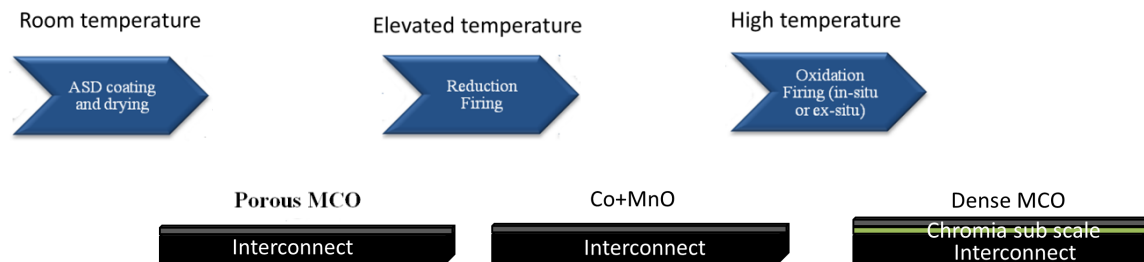 Room temperature
Elevated temperature
High temperature
ASD coating
and drying
Reduction
Firing
Oxidation
Firing (in-situ
or ex-situ)
Porous MCO
Co+MnO
Dense MCO
Interconnect
Interconnect
Chromia sub scale
Interconnect